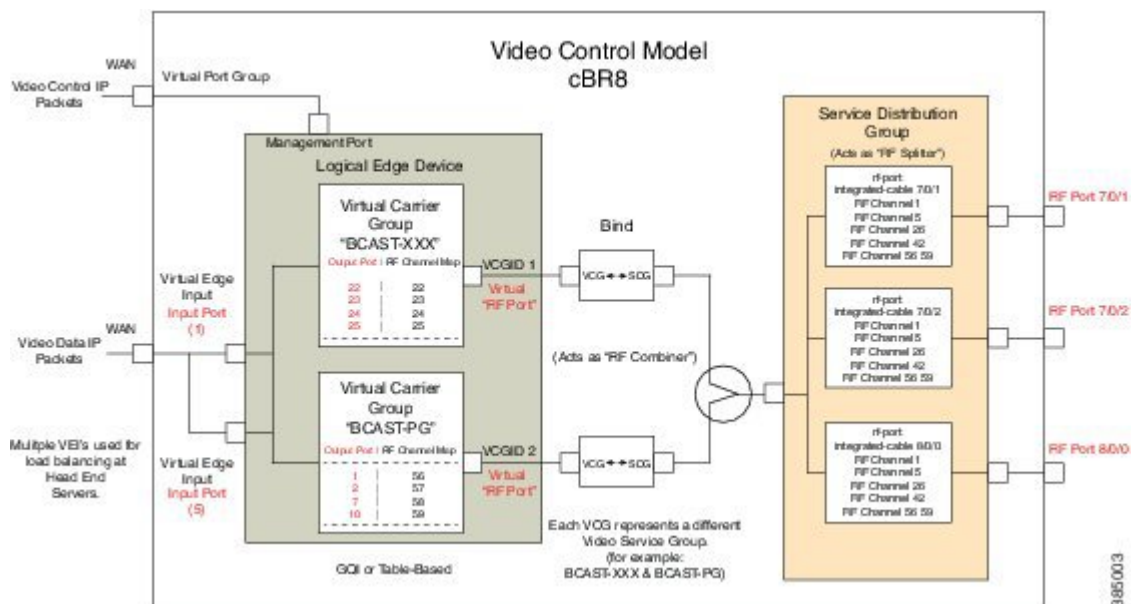 Video Control Model
cBR8
WAN
Video Control IP
Packets
Virtual Port Group
Management Port
Logical Edge Device
Virtual Carrier
Group
"BCAST-XXX"
Output Port | RF Channel Map
22 | 22
23 | 23
24 | 24
25 | 25
VCGID 1
Virtual
"RF Port"
Virtual Edge
Input
Input Port
(1)
WAN
Video Data IP
Packets
Mulitple VEI's used for
load balancing at
Head End
Servers.
Virtual Edge
Input
Input Port
(5)
Virtual Carrier
Group
"BCAST-PG"
Output Port | RF Channel Map
1 | 56
2 | 57
7 | 58
10 | 59
VCGID 2
Virtual
"RF Port"
GQI or Table-Based
Bind
VCG SDG
(Acts as "RF Combiner")
VCG SDG
Each VCG represents a different
Video Service Group.
(for example:
BCAST-XXX & BCAST-PG)
Service Distribution
Group
(Acts as "RF Splitter")
rf-port
integrated-cable 7/0/1
RF Channel 1
RF Channel 5
RF Channel 26
RF Channel 42
RF Channel 56 59
RF Port 7/0/1
rf-port
integrated-cable 7/0/2
RF Channel 1
RF Channel 5
RF Channel 26
RF Channel 42
RF Channel 56 59
RF Port 7/0/2
rf-port
integrated-cable 8/0/0
RF Channel 1
RF Channel 5
RF Channel 26
RF Channel 42
RF Channel 56 59
RF Port 8/0/0
385003